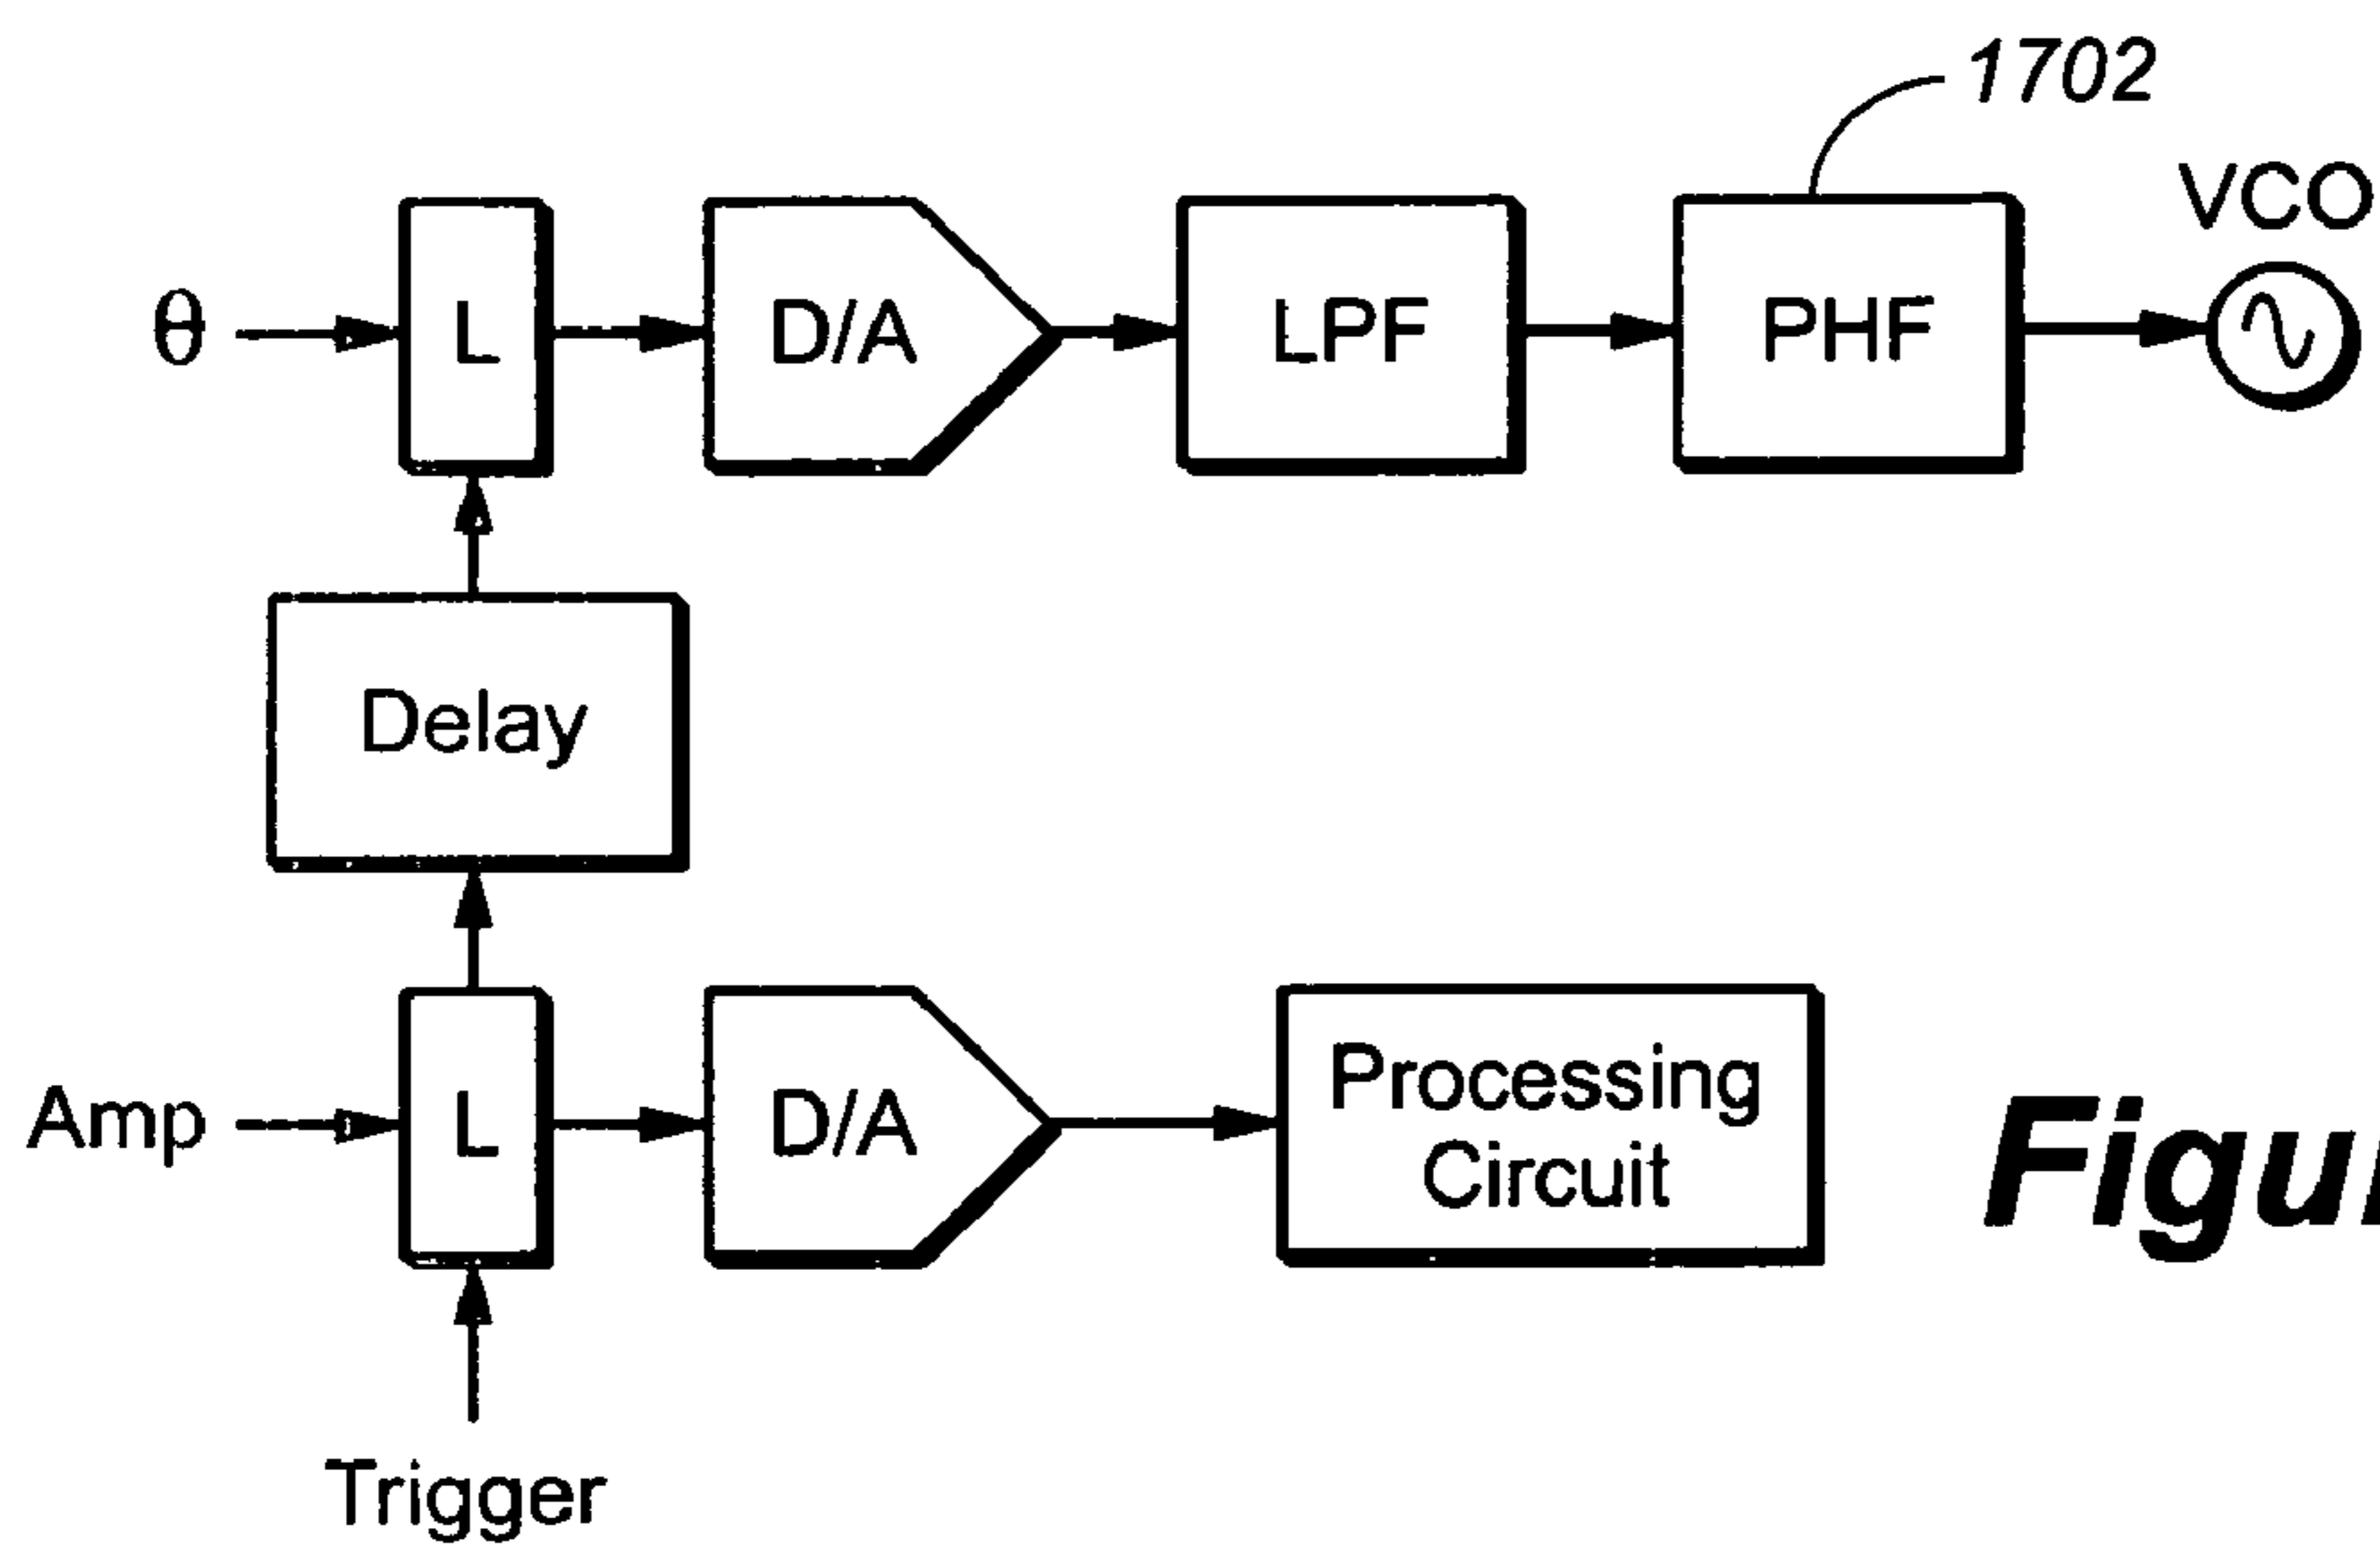 1702
VCO
θ
L
D/A
LPF
PHF
Delay
Amp
L
D/A
Processing
Circuit
Trigger